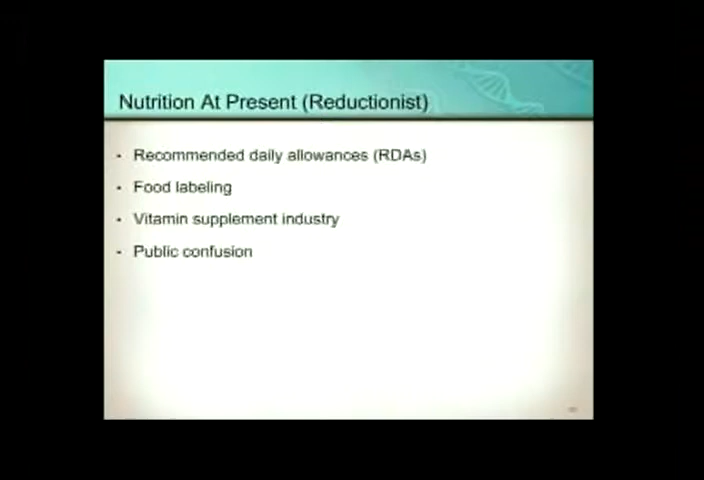 Nutrition At Present (Reductionist)
• Recommended daily allowances (RDAs)
• Food labeling
• Vitamin supplement industry
• Public confusion